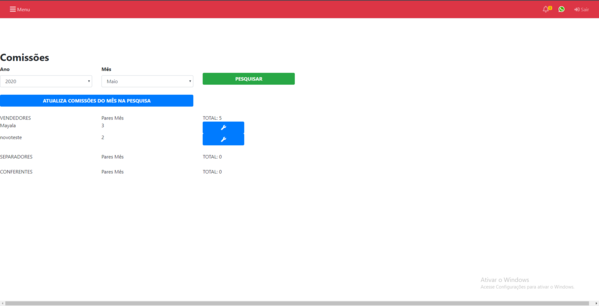 Menu
Sair
Comissões
Ano
Mês
2020
Maio
PESQUISAR
ATUALIZA COMISSÕES DO MÊS NA PESQUISA
VENDEDORES Pares Mês TOTAL: 5
Mayala 3
novoteste 2
SEPARADORES Pares Mês TOTAL: 0
CONFERENTES Pares Mês TOTAL: 0
Ativar o Windows
Acesse Configurações para ativar o Windows.